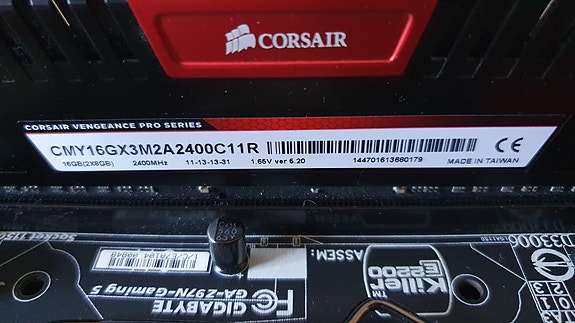 CORSAIR
CORSAIR VENGEANCE PRO SERIES
CMY16GX3M2A2400C11R
16GB(2X8GB) 2400MHz 11-13-13-31 1.65V ver 5.20 144701613680179 MADE IN TAIWAN
CE
ASSEM:
Killer
E2200
GA-Z97N-Gaming 5
GIGABYTE
FC